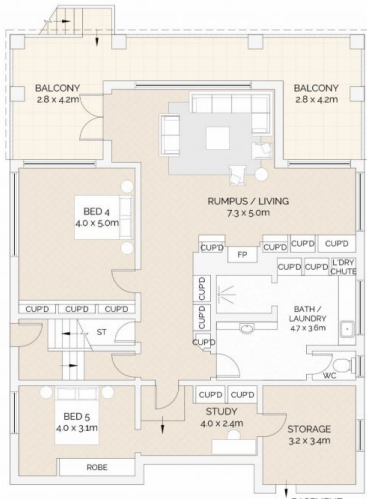 BALCONY
2.8 x 4.2m
BALCONY
2.8 x 4.2m
BED 4
4.0 x 5.0m
RUMPUS / LIVING
7.3 x 5.0m
CUP'D
FP
CUP'D
CUP'D
CUP'D
CUP'D
CUP'D
L'DRY
CHUTE
CUP'D
CUP'D
CUP'D
CUP'D
CUP'D
CUP'D
CUP'D
ST
BATH /
LAUNDRY
4.7 x 3.6m
WC
BED 5
4.0 x 3.1m
ROBE
CUP'D
CUP'D
STUDY
4.0 x 2.4m
STORAGE
3.2 x 3.4m